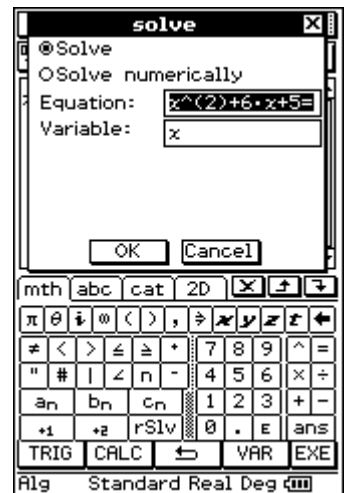 solve
Solve
Solve numerically
Equation: x^(2)+6·x+5=
Variable: x
OK Cancel
mth abc cat 2D
π θ i ∞ ( ) , ⇒ x y z t ←
≠ < > ≤ ≥ 7 8 9 ^ =
" # | ∠ 4 5 6 × ÷
an bn cn 1 2 3 + −
+1 +2 rSlv 0 . E ans
TRIG CALC VAR EXE
Alg Standard Real Deg